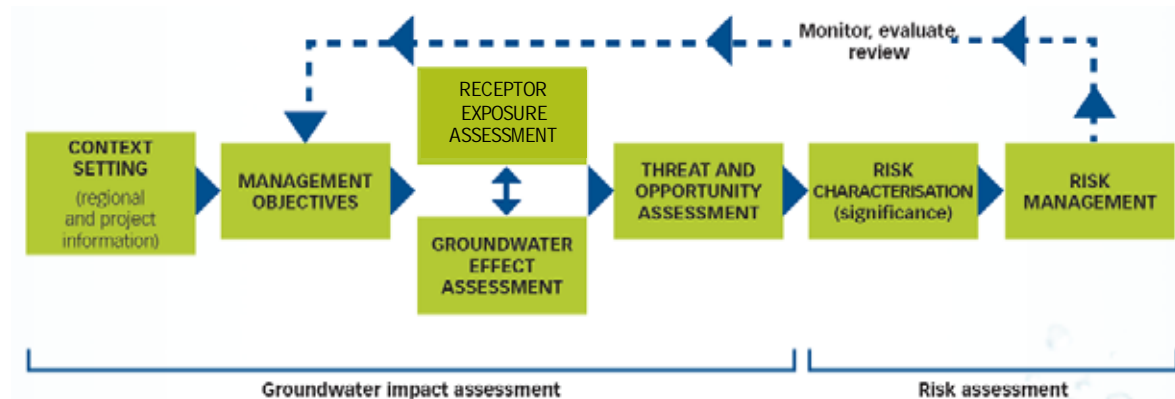 Monitor, evaluate,
review
CONTEXT
SETTING
(regional
and project
information)
MANAGEMENT
OBJECTIVES
RECEPTOR
EXPOSURE
ASSESSMENT
GROUNDWATER
EFFECT
ASSESSMENT
THREAT AND
OPPORTUNITY
ASSESSMENT
RISK
CHARACTERISATION
(significance)
RISK
MANAGEMENT
Groundwater impact assessment
Risk assessment